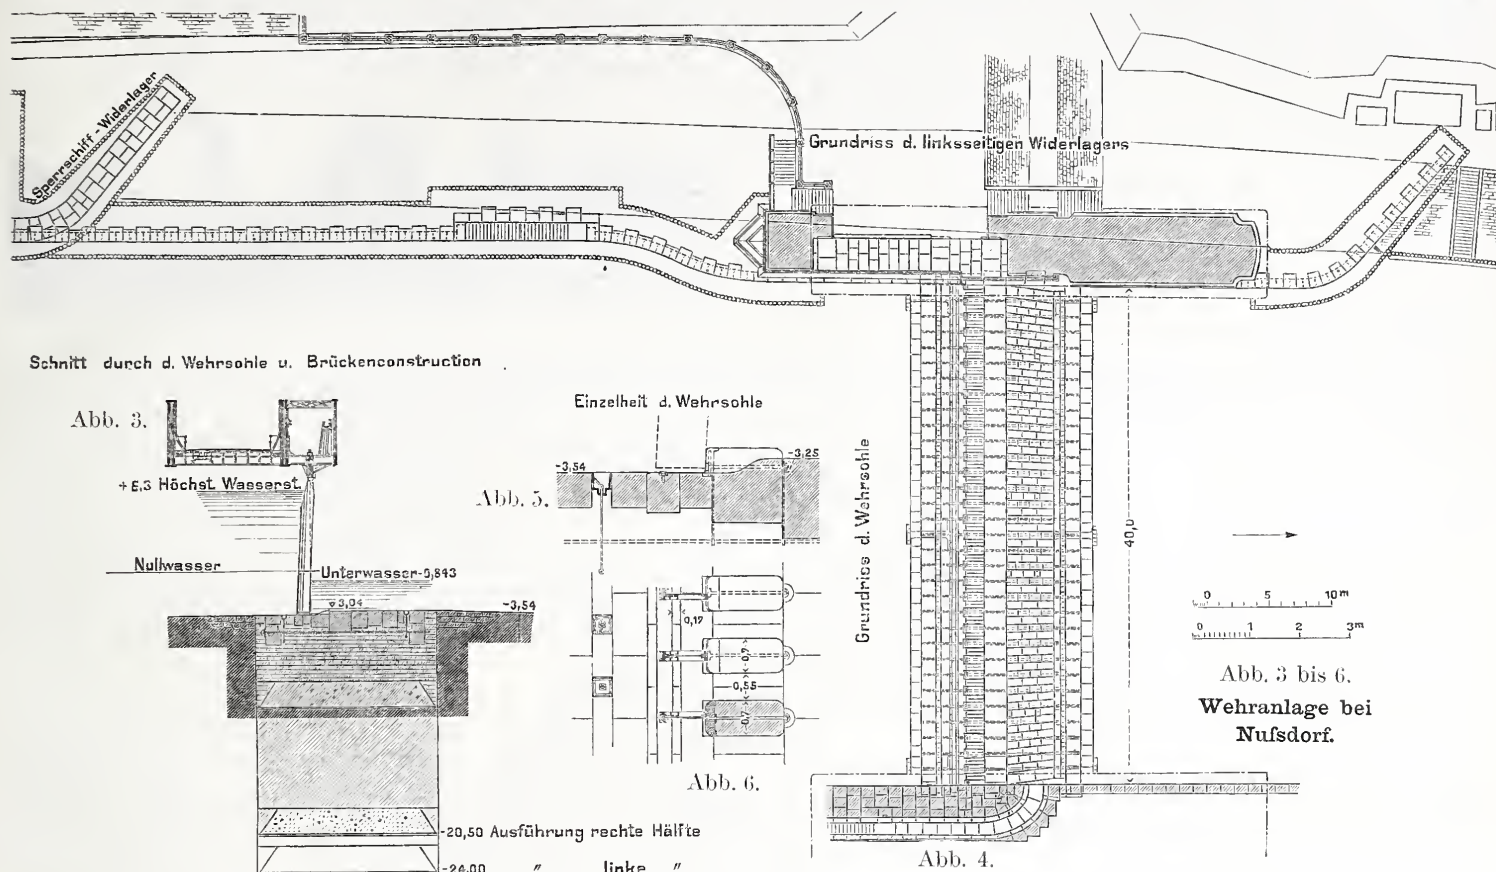 Sperrschiff-Widerlager
Grundriss d. linksseitigen Widerlagers
Schnitt durch d. Wehrsohle u. Brückenconstruction
Abb. 3.
+6,3 Höchst. Wasserst.
Nullwasser
Unterwasser-0,843
3,04
-3,54
-20,50 Ausführung rechte Hälfte
-24,00 " linke "
Einzelheit d. Wehrsohle
-3,54
-3,25
Abb. 5.
0,17
0,7
0,55
0,7
Abb. 6.
Grundriss d. Wehrsohle
40,0
Abb. 4.
0 5 10 m
0 1 2 3 m
Abb. 3 bis 6.
Wehranlage bei
Nußdorf.